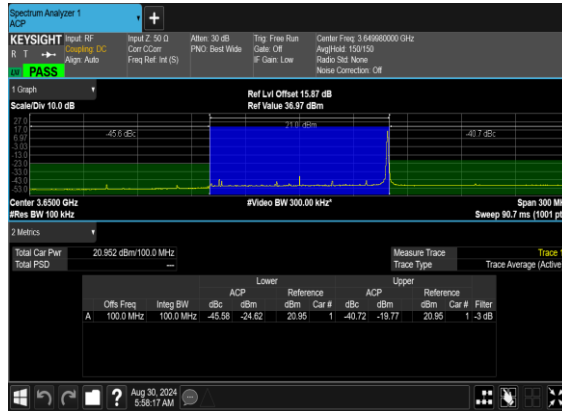 Spectrum Analyzer 1
ACP
+
KEYSIGHT Input: RF Input Z: 50 Ω Atten: 30 dB Trig: Free Run Center Freq: 3.649980000 GHz
R T Coupling: DC Corr CCorr PNO: Best Wide Gate: Off Avg|Hold: 150/150
Align: Auto Freq Ref: Int (S) IF Gain: Low Radio Std: None
PASS Noise Correction: Off
1 Graph Ref Lvl Offset 15.87 dB
Scale/Div 10.0 dB Ref Value 36.97 dBm
27.0
17.0 21.0 dBm
6.97 -45.6 dBc -40.7 dBc
-3.03
-13.0
-23.0
-33.0
-43.0
-53.0
Center 3.6500 GHz #Video BW 300.00 kHz* Span 300 MH
#Res BW 100 kHz Sweep 90.7 ms (1001 pt
2 Metrics
Total Car Pwr 20.952 dBm/100.0 MHz Measure Trace Trace 1
Total PSD --- Trace Type Trace Average (Active
Lower Upper
ACP Reference ACP Reference
Offs Freq Integ BW dBc dBm dBm Car # dBc dBm dBm Car # Filter
A 100.0 MHz 100.0 MHz -45.58 -24.62 20.95 1 -40.72 -19.77 20.95 1 -3 dB
? Aug 30, 2024
5:58:17 AM